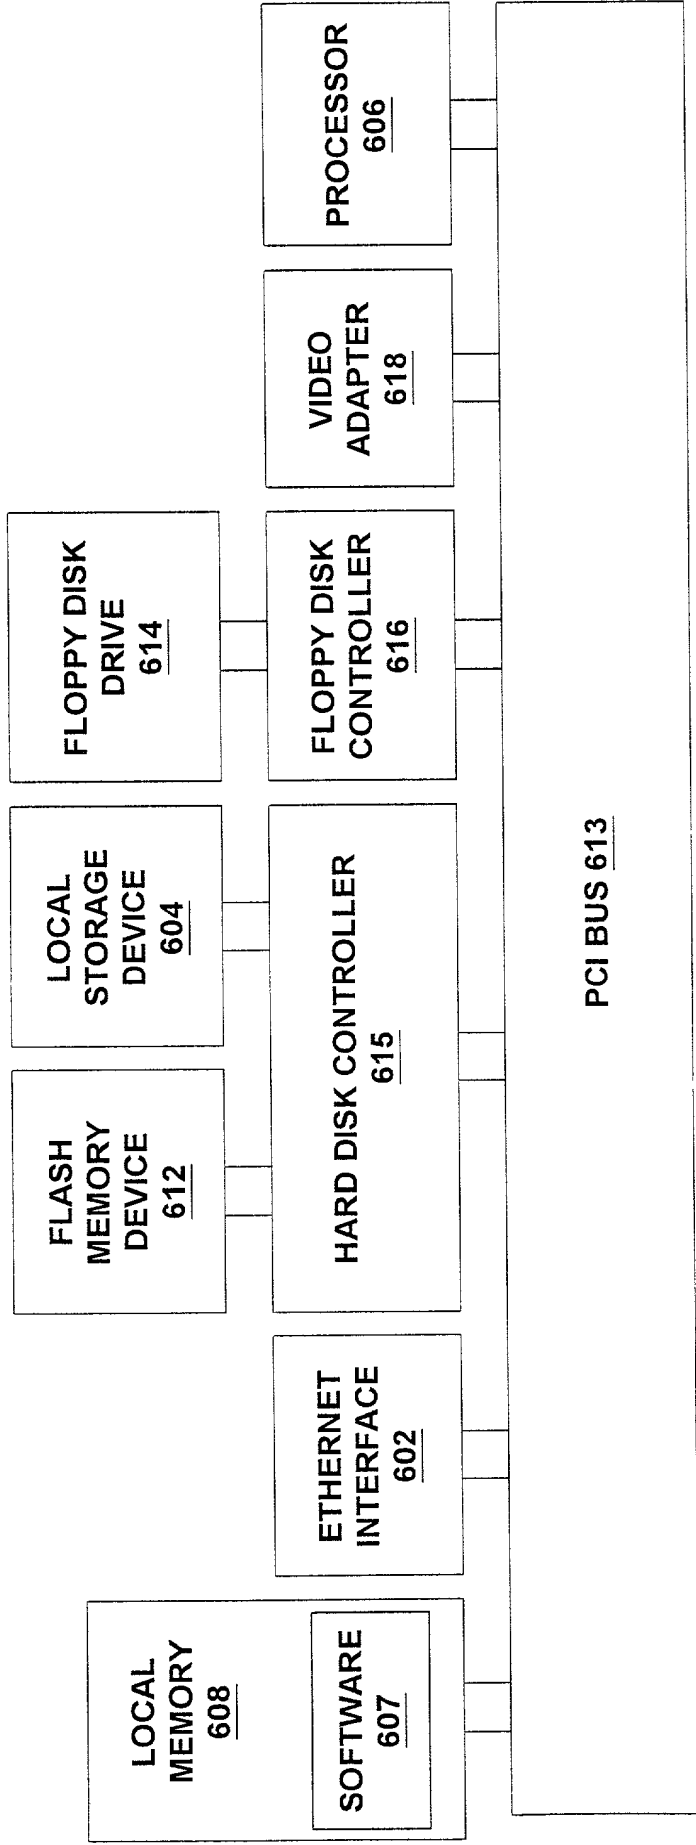 LOCAL
MEMORY
608
SOFTWARE
607
ETHERNET
INTERFACE
602
FLASH
MEMORY
DEVICE
612
LOCAL
STORAGE
DEVICE
604
HARD DISK CONTROLLER
615
FLOPPY DISK
DRIVE
614
FLOPPY DISK
CONTROLLER
616
VIDEO
ADAPTER
618
PROCESSOR
606
PCI BUS 613